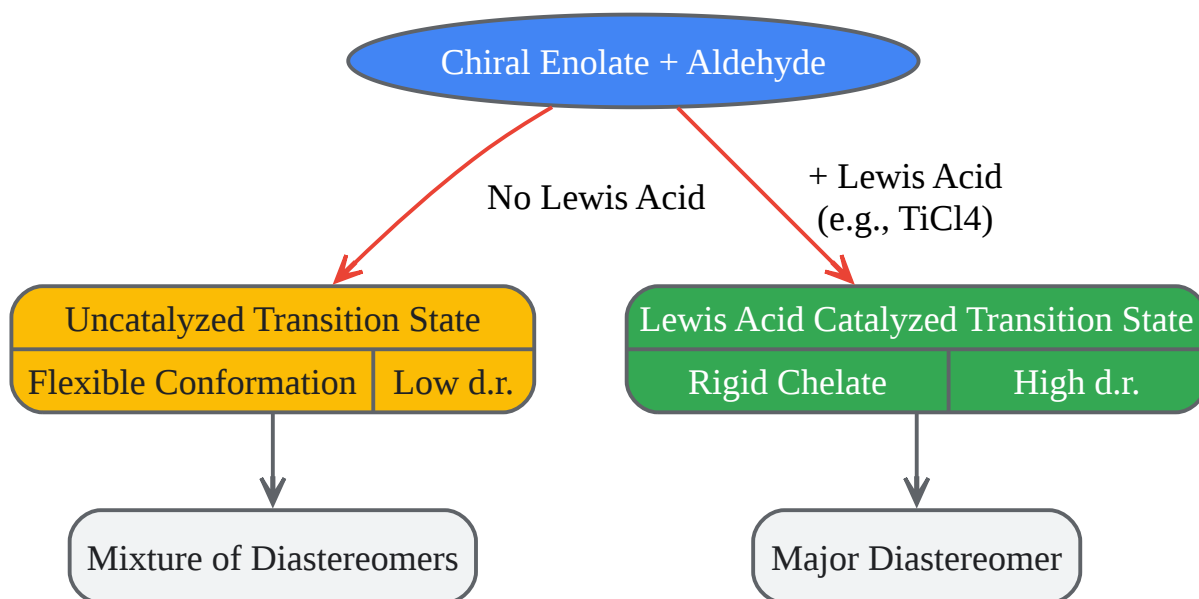 Chiral Enolate + Aldehyde
No Lewis Acid
+ Lewis Acid
(e.g., TiCl4)
Uncatalyzed Transition State
Flexible Conformation
Low d.r.
Lewis Acid Catalyzed Transition State
Rigid Chelate
High d.r.
Mixture of Diastereomers
Major Diastereomer